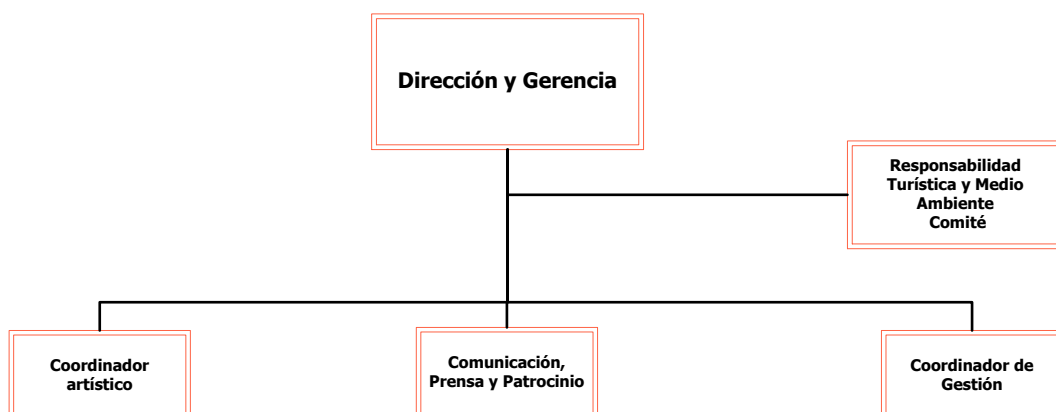 Dirección y Gerencia
Responsabilidad
Turística y Medio
Ambiente
Comité
Coordinador
artístico
Comunicación,
Prensa y Patrocinio
Coordinador de
Gestión